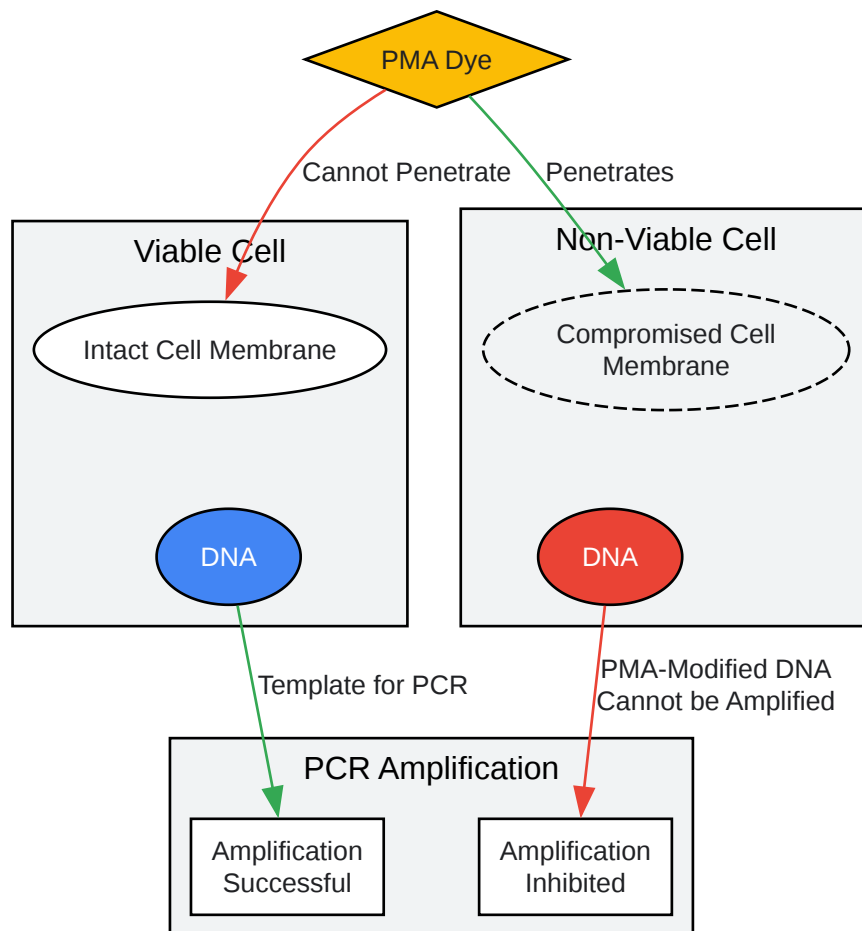 PMA Dye
Cannot Penetrate
Penetrates
Viable Cell
Non-Viable Cell
Intact Cell Membrane
Compromised Cell
Membrane
DNA
DNA
Template for PCR
PMA-Modified DNA
Cannot be Amplified
PCR Amplification
Amplification
Successful
Amplification
Inhibited